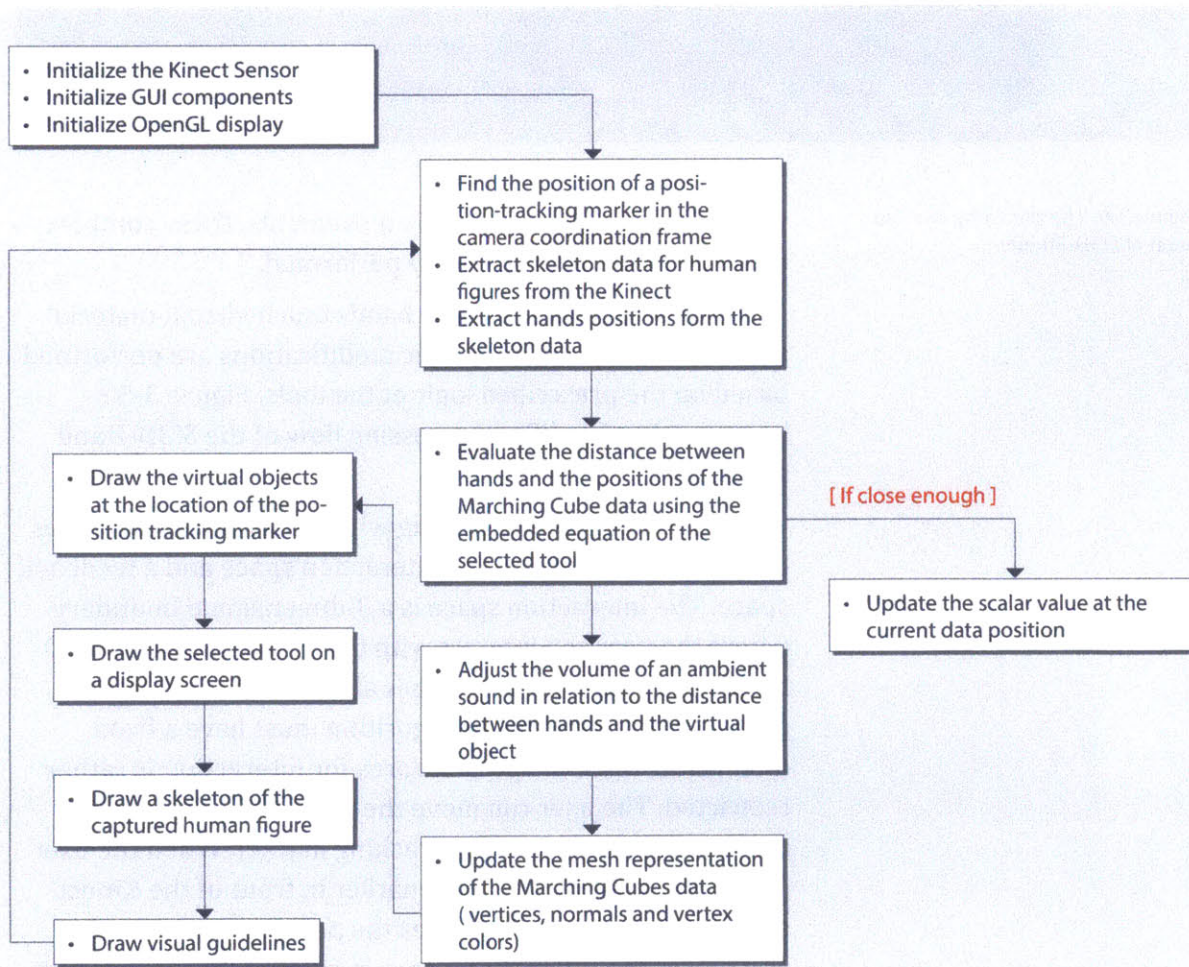 • Initialize the Kinect Sensor
• Initialize GUI components
• Initialize OpenGL display
• Find the position of a posi-
tion-tracking marker in the
camera coordination frame
• Extract skeleton data for human
figures from the Kinect
• Extract hands positions form the
skeleton data
• Evaluate the distance between
hands and the positions of the
Marching Cube data using the
embedded equation of the
selected tool
[ If close enough ]
• Update the scalar value at the
current data position
• Adjust the volume of an ambient
sound in relation to the distance
between hands and the virtual
object
• Update the mesh representation
of the Marching Cubes data
( vertices, normals and vertex
colors)
• Draw the virtual objects
at the location of the po-
sition tracking marker
• Draw the selected tool on
a display screen
• Draw a skeleton of the
captured human figure
• Draw visual guidelines